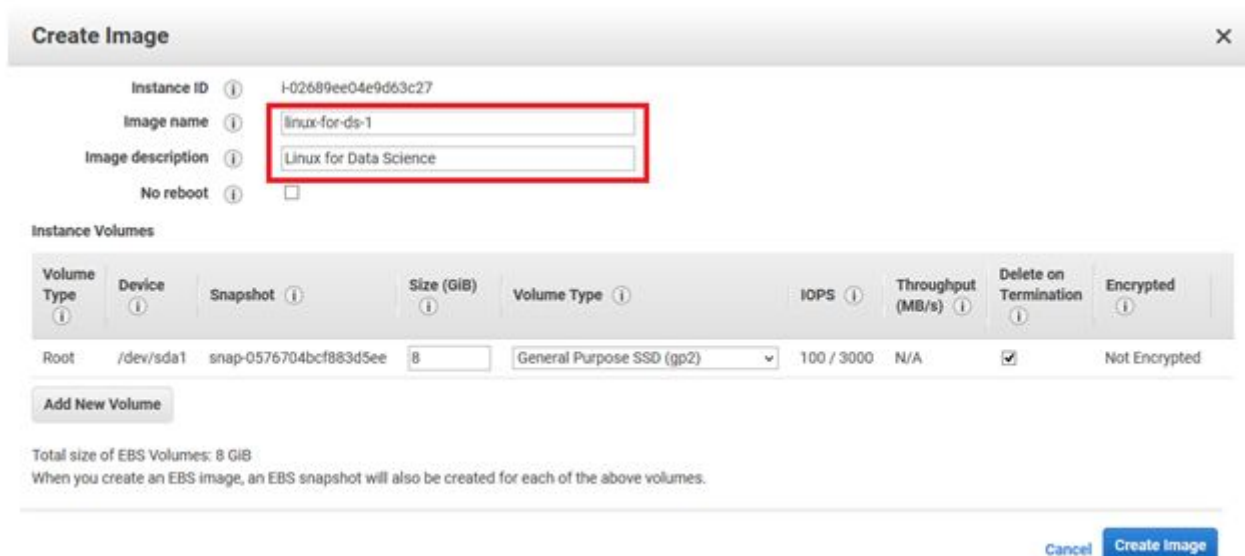 Create Image
Instance ID i-02689ee04e9d63c27
Image name linux-for-ds-1
Image description Linux for Data Science
No reboot
Instance Volumes
Volume Type Device Snapshot Size (GiB) Volume Type IOPS Throughput (MB/s) Delete on Termination Encrypted
Root /dev/sda1 snap-0576704bcf883d5ee 8 General Purpose SSD (gp2) 100 / 3000 N/A Not Encrypted
Add New Volume
Total size of EBS Volumes: 8 GiB
When you create an EBS image, an EBS snapshot will also be created for each of the above volumes.
Cancel Create Image